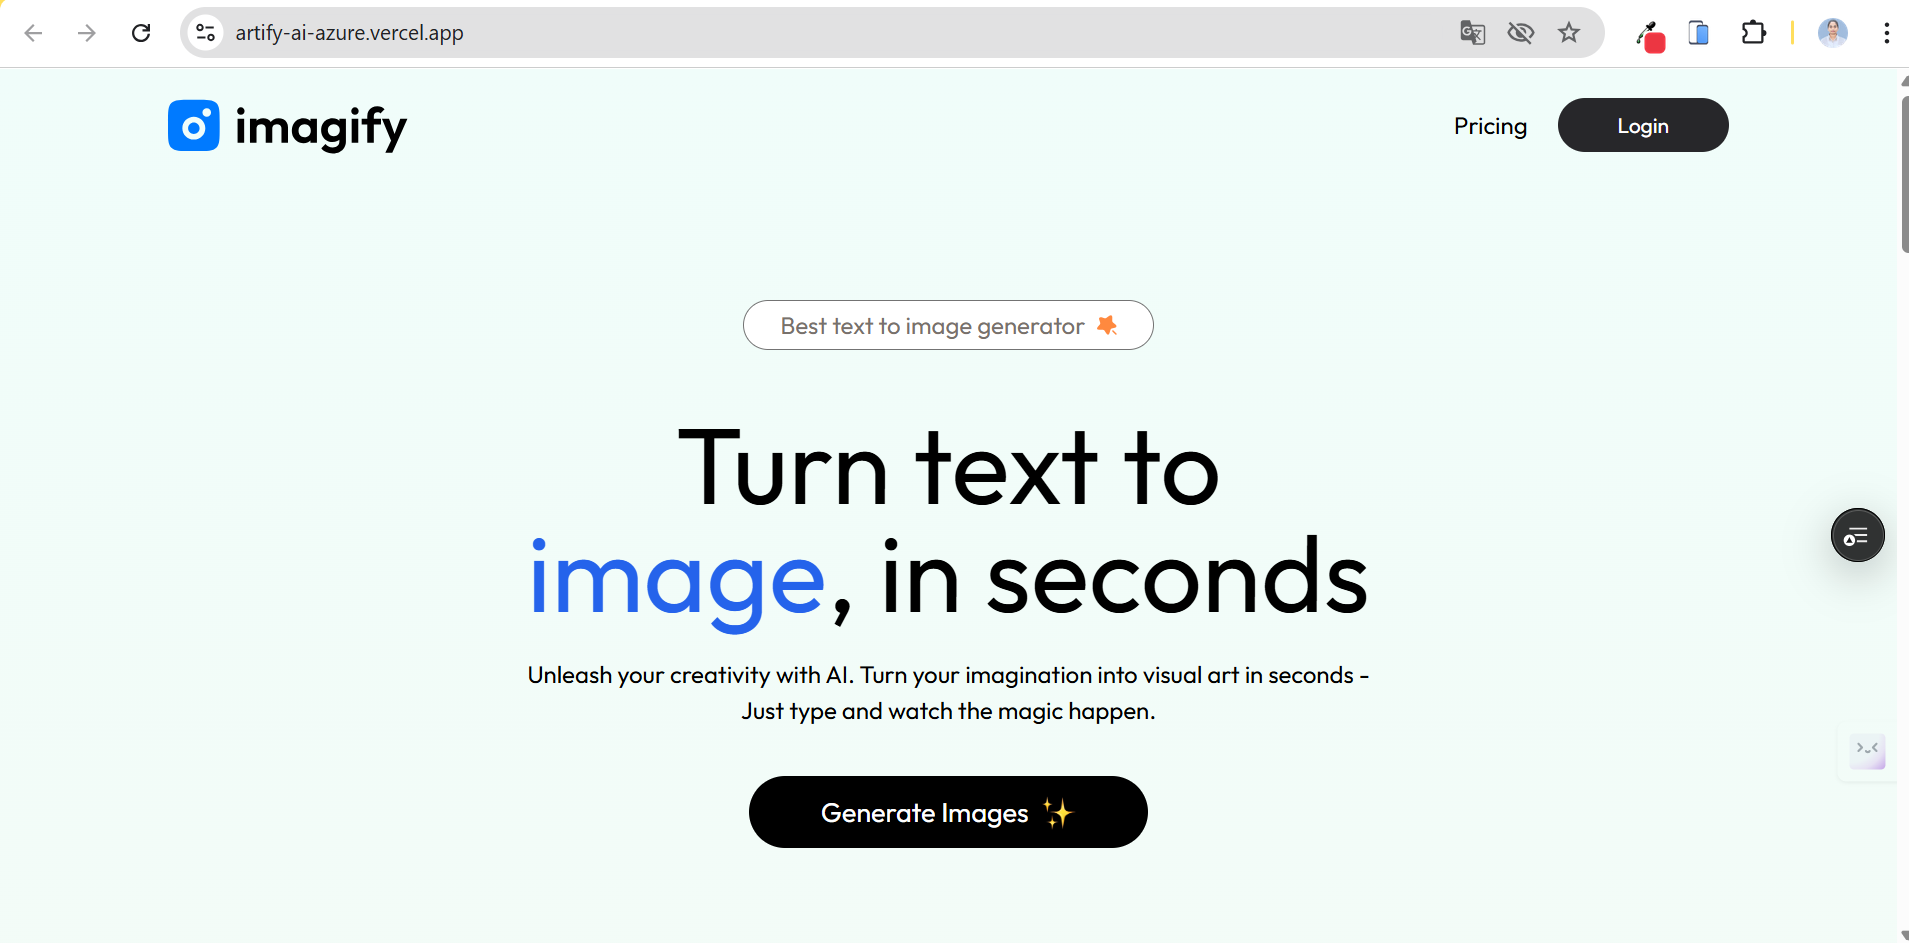 artify-ai-azure.vercel.app
imagify
Pricing
Login
Best text to image generator
Turn text to
image, in seconds
Unleash your creativity with AI. Turn your imagination into visual art in seconds -
Just type and watch the magic happen.
Generate Images